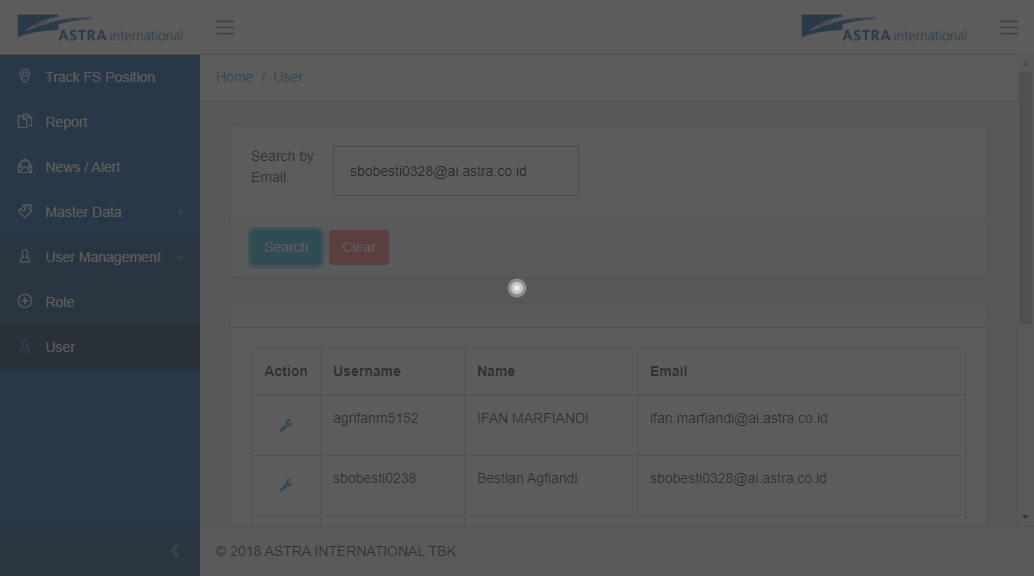 ASTRA international
ASTRA international
Track FS Position
Report
News / Alert
Master Data
User Management
Role
User
Home / User
Search by
Email
sbobesti0328@ai.astra.co.id
Search Clear
Action Username Name Email
agrifanm5152 IFAN MARFIANDI ifan.marfiandi@ai.astra.co.id
sbobesti0238 Bestian Agfiandi sbobesti0328@ai.astra.co.id
© 2018 ASTRA INTERNATIONAL TBK